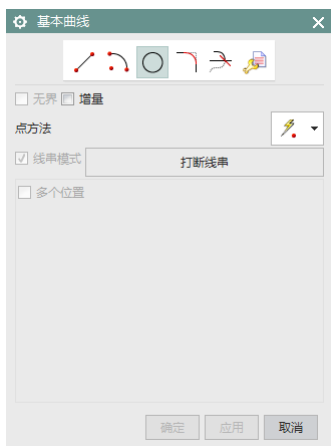 基本曲线
无界 增量
点方法
线串模式 打断线串
多个位置
确定 应用 取消